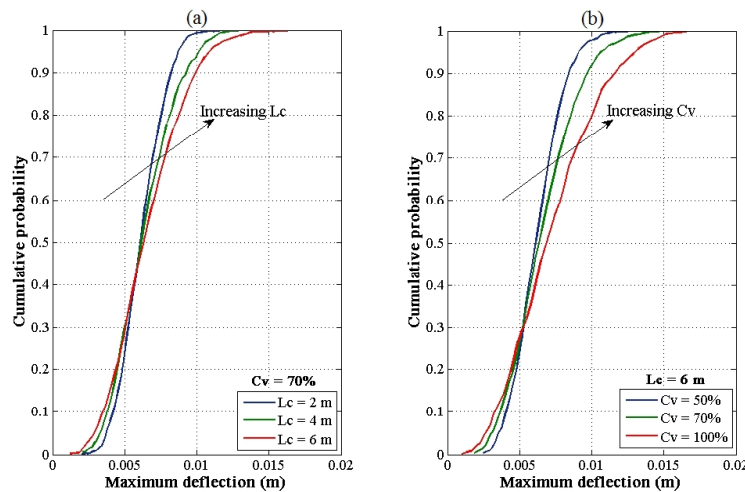 (a)
1
0.9
0.8
0.7
0.6
0.5
0.4
0.3
0.2
0.1
0
Cumulative probability
Increasing Lc
Cv = 70%
Lc = 2 m
Lc = 4 m
Lc = 6 m
0 0.005 0.01 0.015 0.02
Maximum deflection (m)
(b)
1
0.9
0.8
0.7
0.6
0.5
0.4
0.3
0.2
0.1
0
Cumulative probability
Increasing Cv
Lc = 6 m
Cv = 50%
Cv = 70%
Cv = 100%
0 0.005 0.01 0.015 0.02
Maximum deflection (m)